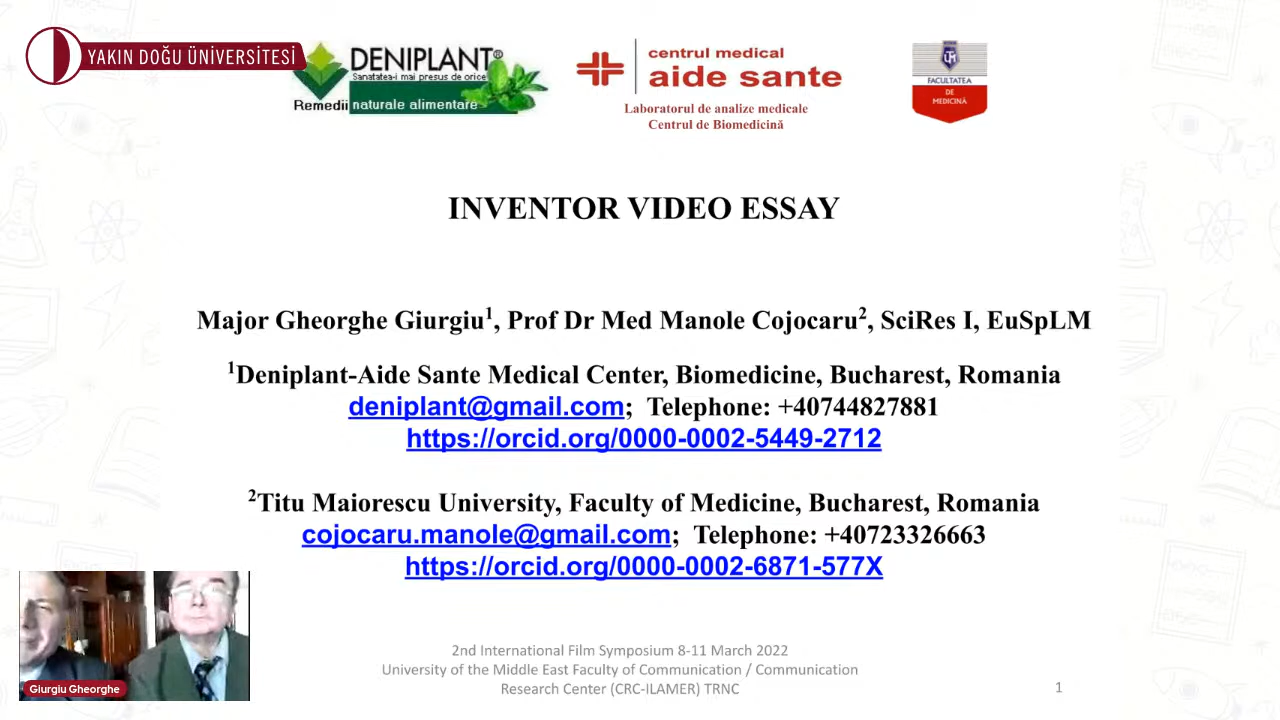 YAKIN DOĞU ÜNİVERSİTESİ
DENIPLANT®
Sanatatea-i mai presus de orice
Remedii naturale alimentare
centrul medical
aide sante
Laboratorul de analize medicale
Centrul de Biomedicină
FACULTATEA
DE
MEDICINĂ
INVENTOR VIDEO ESSAY
Major Gheorghe Giurgiu1, Prof Dr Med Manole Cojocaru2, SciRes I, EuSpLM
1Deniplant-Aide Sante Medical Center, Biomedicine, Bucharest, Romania
deniplant@gmail.com; Telephone: +40744827881
https://orcid.org/0000-0002-5449-2712
2Titu Maiorescu University, Faculty of Medicine, Bucharest, Romania
cojocaru.manole@gmail.com; Telephone: +40723326663
https://orcid.org/0000-0002-6871-577X
Giurgiu Gheorghe
2nd International Film Symposium 8-11 March 2022
University of the Middle East Faculty of Communication / Communication
Research Center (CRC-ILAMER) TRNC
1